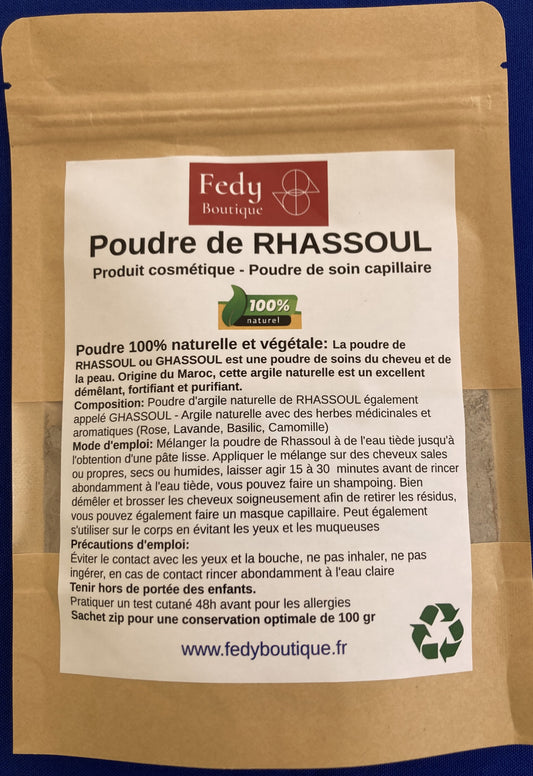 Fedy
Boutique
Poudre de RHASSOUL
Produit cosmétique - Poudre de soin capillaire
100%
naturel
Poudre 100% naturelle et végétale: La poudre de
RHASSOUL ou GHASSOUL est une poudre de soins du cheveu et de
la peau. Origine du Maroc, cette argile naturelle est un excellent
démêlant, fortifiant et purifiant.
Composition: Poudre d'argile naturelle de RHASSOUL également
appelé GHASSOUL - Argile naturelle avec des herbes médicinales et
aromatiques (Rose, Lavande, Basilic, Camomille)
Mode d'emploi: Mélanger la poudre de Rhassoul à de l'eau tiède jusqu'à
l'obtention d'une pâte lisse. Appliquer le mélange sur des cheveux sales
ou propres, secs ou humides, laisser agir 15 à 30 minutes avant de rincer
abondamment à l'eau tiède, vous pouvez faire un shampoing. Bien
démêler et brosser les cheveux soigneusement afin de retirer les résidus,
vous pouvez également faire un masque capillaire. Peut également
s'utiliser sur le corps en évitant les yeux et les muqueuses
Précautions d'emploi:
Éviter le contact avec les yeux et la bouche, ne pas inhaler, ne pas
ingérer, en cas de contact rincer abondamment à l'eau claire
Tenir hors de portée des enfants.
Pratiquer un test cutané 48h avant pour les allergies
Sachet zip pour une conservation optimale de 100 gr
www.fedyboutique.fr